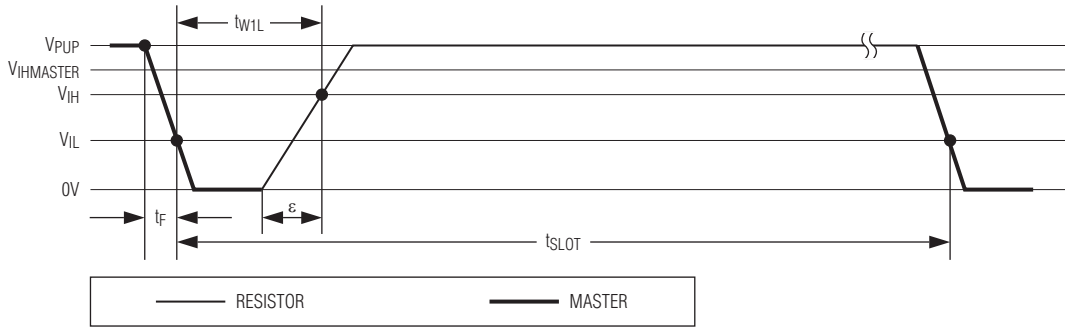 tW1L
VPUP
VIHMASTER
VIH
VIL
0V
tF
ε
tSLOT
RESISTOR MASTER